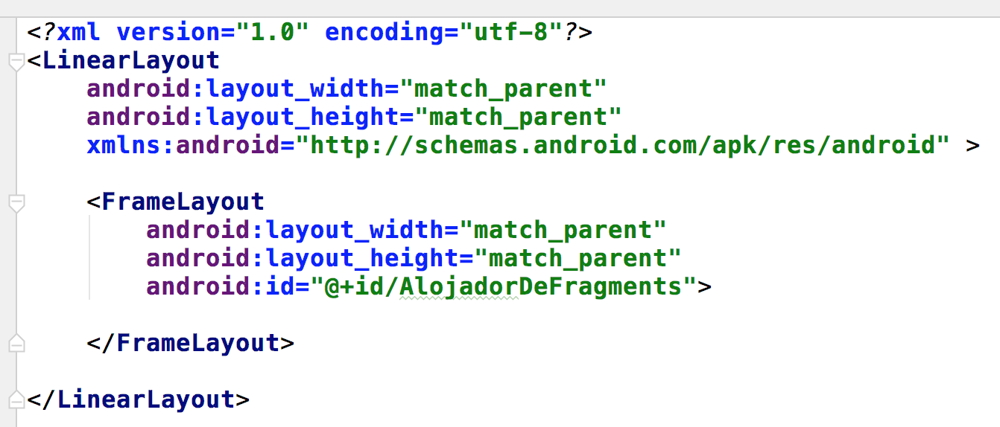 <?xml version="1.0" encoding="utf-8"?>
<LinearLayout
    android:layout_width="match_parent"
    android:layout_height="match_parent"
    xmlns:android="http://schemas.android.com/apk/res/android" >

    <FrameLayout
        android:layout_width="match_parent"
        android:layout_height="match_parent"
        android:id="@+id/AlojadorDeFragments">

    </FrameLayout>

</LinearLayout>